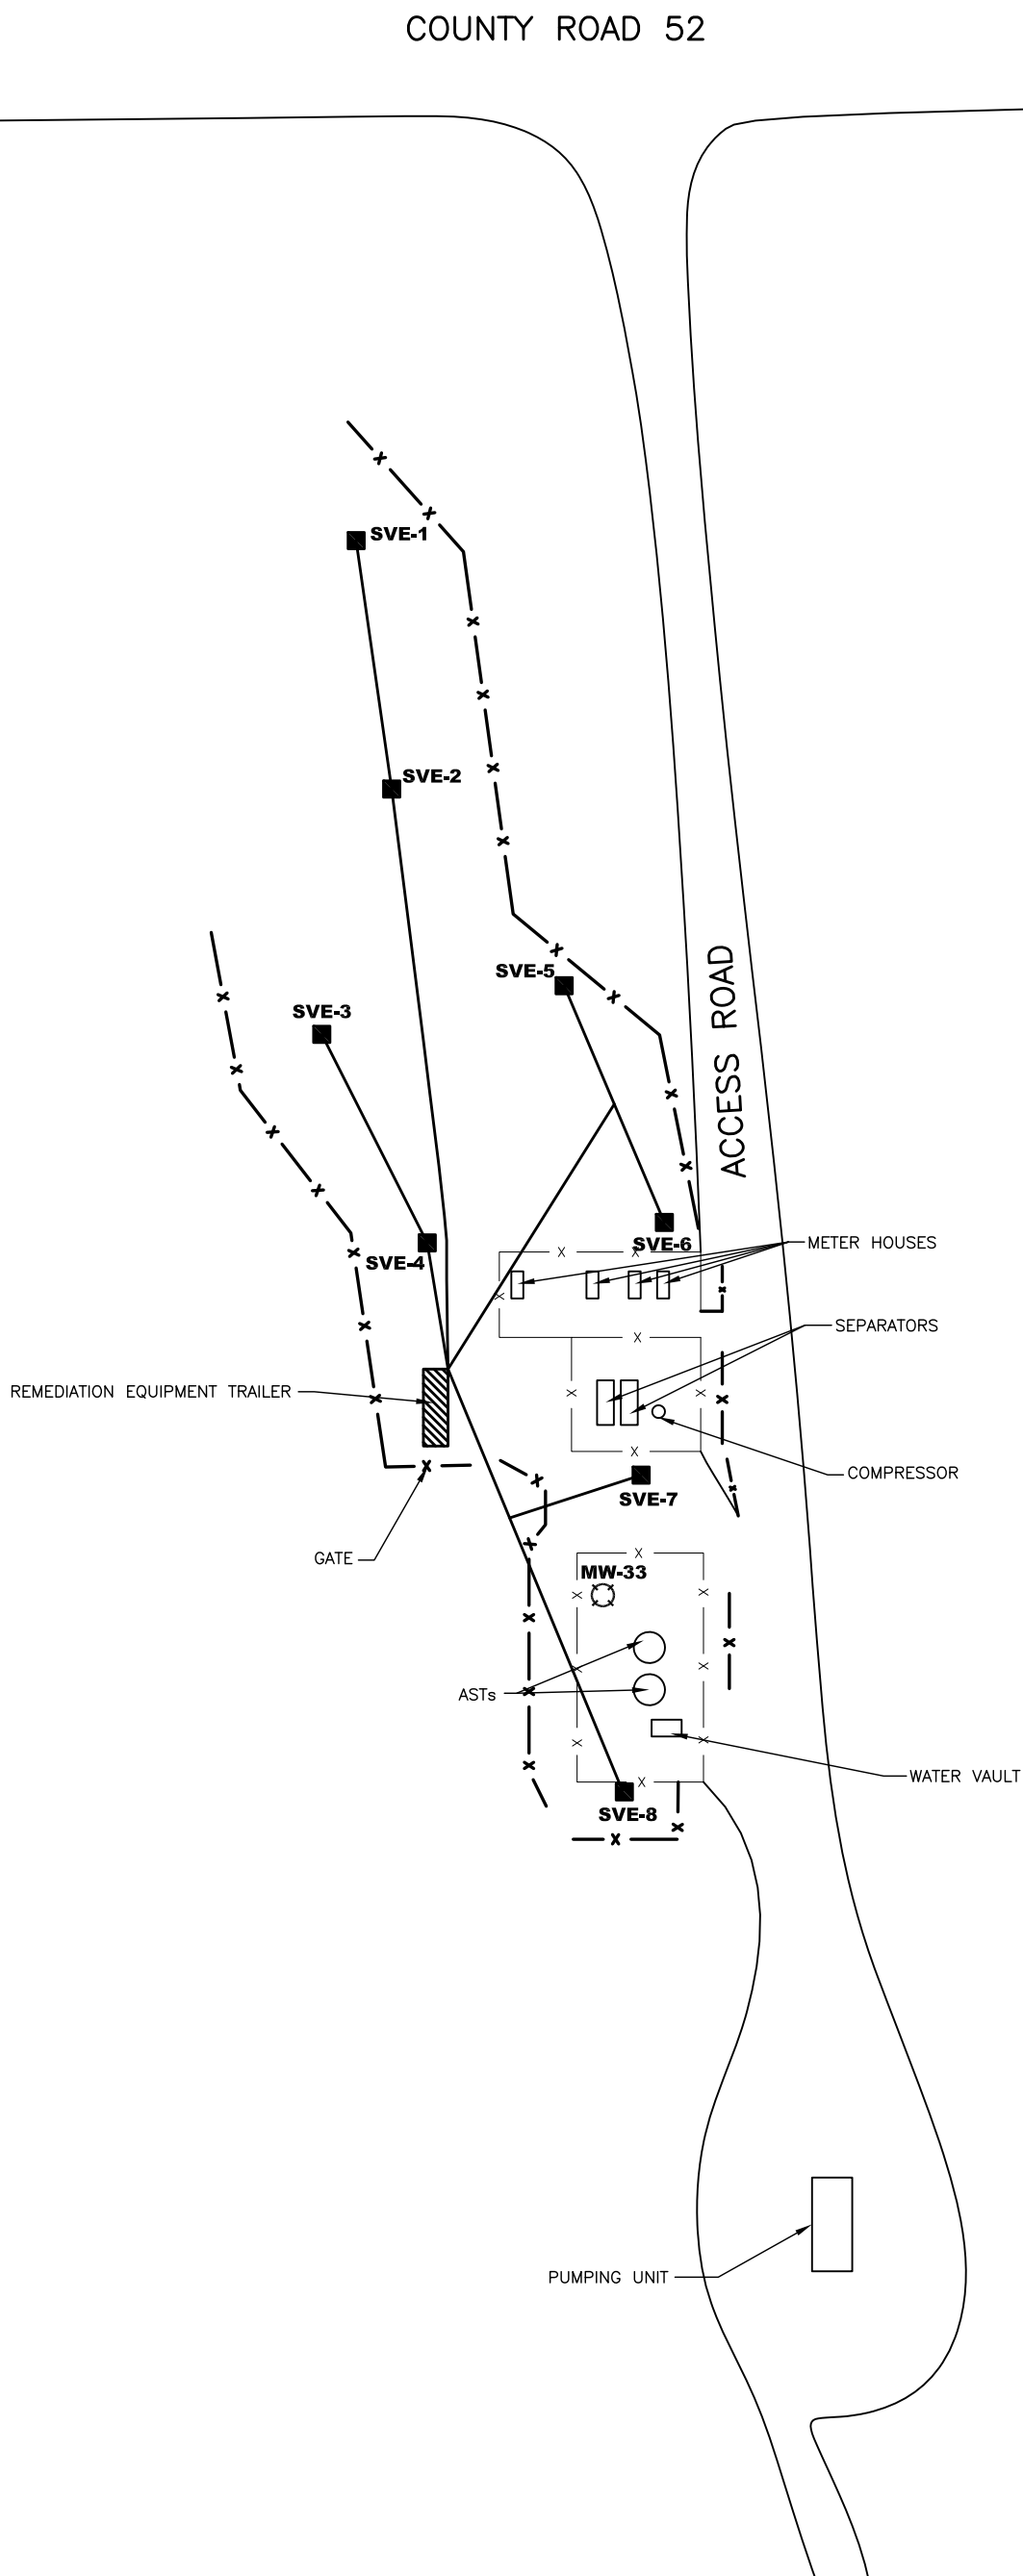 COUNTY ROAD 52
SVE-1
SVE-2
ACCESS ROAD
SVE-5
SVE-3
SVE-6
METER HOUSES
SVE-4
SEPARATORS
REMEDIATION EQUIPMENT TRAILER
COMPRESSOR
SVE-7
GATE
MW-33
ASTs
WATER VAULT
SVE-8
PUMPING UNIT